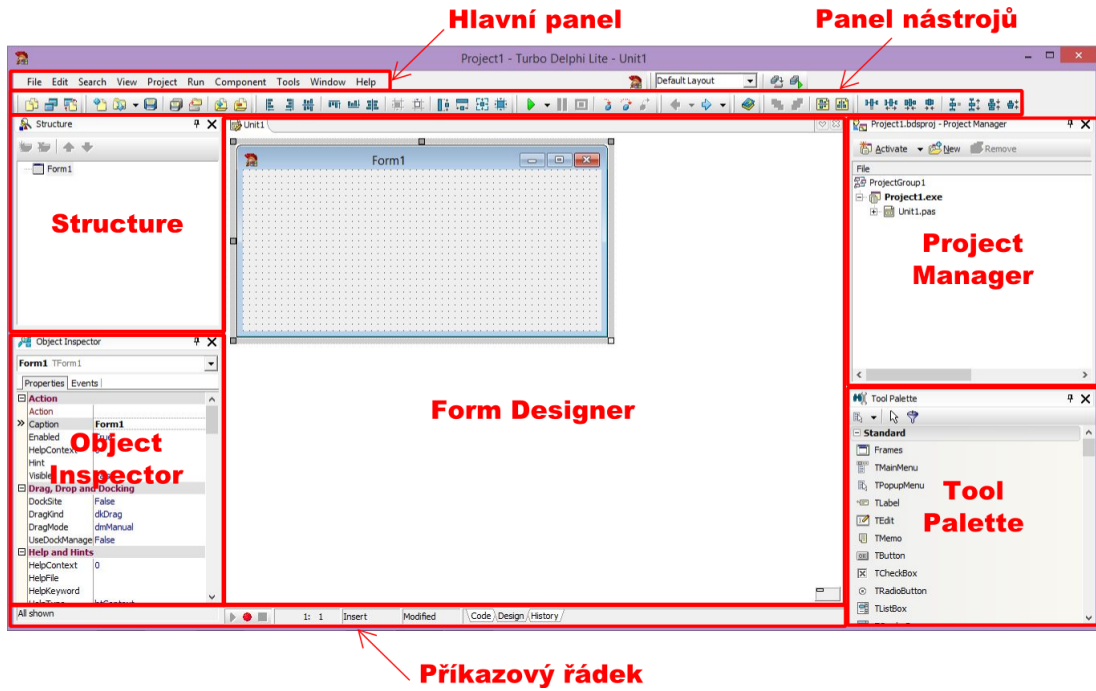 Hlavní panel
Panel nástrojů
Project1 - Turbo Delphi Lite - Unit1
File Edit Search View Project Run Component Tools Window Help
Default Layout
Structure
Form1
Structure
Unit1
Form1
Form Designer
Project1.bdsproj - Project Manager
Activate New Remove
File
ProjectGroup1
Project1.exe
Unit1.pas
Project
Manager
Object Inspector
Form1 TForm1
Properties Events
Action
Action
Caption Form1
Enabled True
HelpContext
Hint
Visible
Object
Inspector
Drag, Drop and Docking
DockSite False
DragKind dkDrag
DragMode dmManual
UseDockManage False
Help and Hints
HelpContext 0
HelpFile
HelpKeyword
All shown
Tool Palette
Standard
Frames
TMainMenu
TPopupMenu
TLabel
TEdit
TMemo
TButton
TCheckBox
TRadioButton
TListBox
Tool
Palette
1: 1 Insert Modified Code Design History
Příkazový řádek